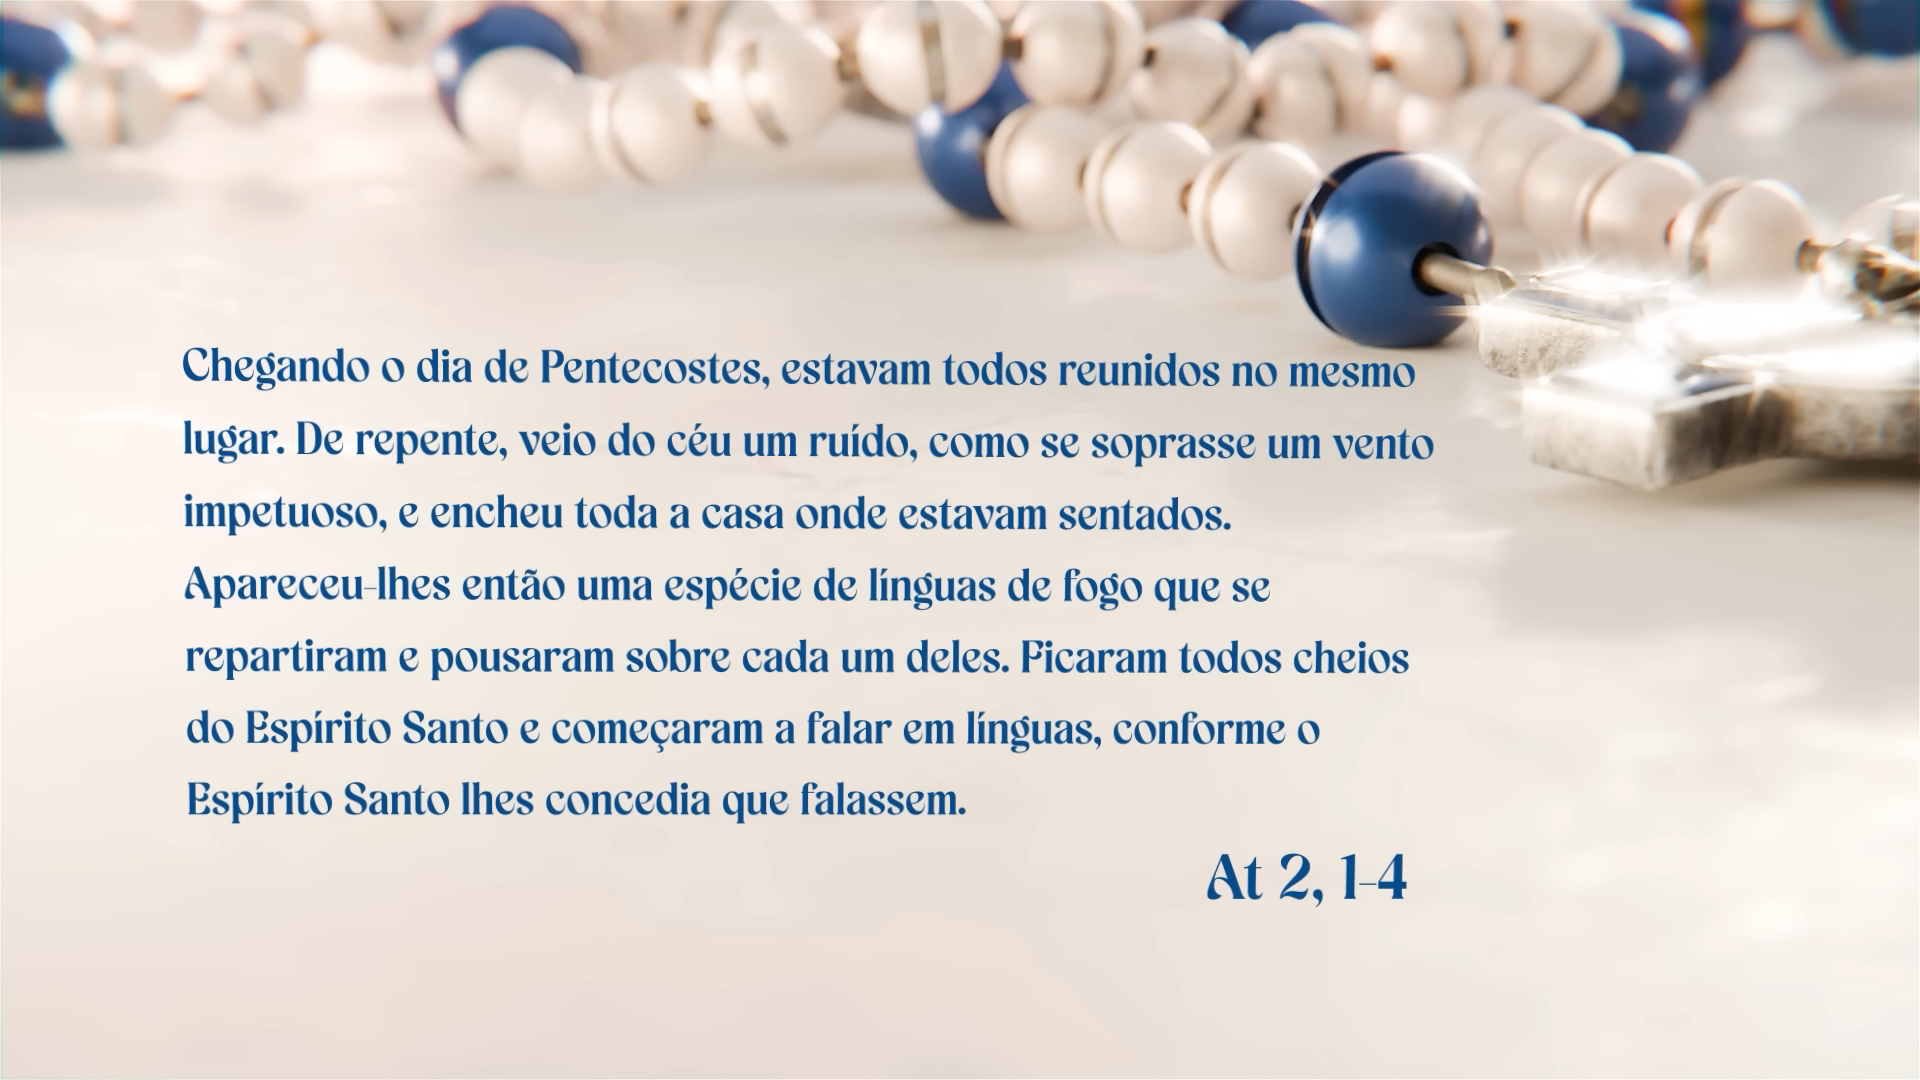 Chegando o dia de Pentecostes, estavam todos reunidos no mesmo
lugar. De repente, veio do céu um ruído, como se soprasse um vento
impetuoso, e encheu toda a casa onde estavam sentados.
Apareceu-lhes então uma espécie de línguas de fogo que se
repartiram e pousaram sobre cada um deles. Picaram todos cheios
do Espírito Santo e começaram a falar em línguas, conforme o
Espírito Santo lhes concedia que falassem.
At 2, 1-4